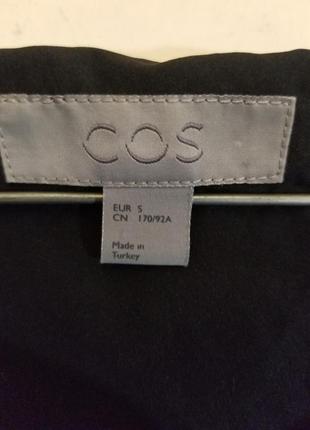 COS
EUR S
CN 170/92A
Made in
Turkey